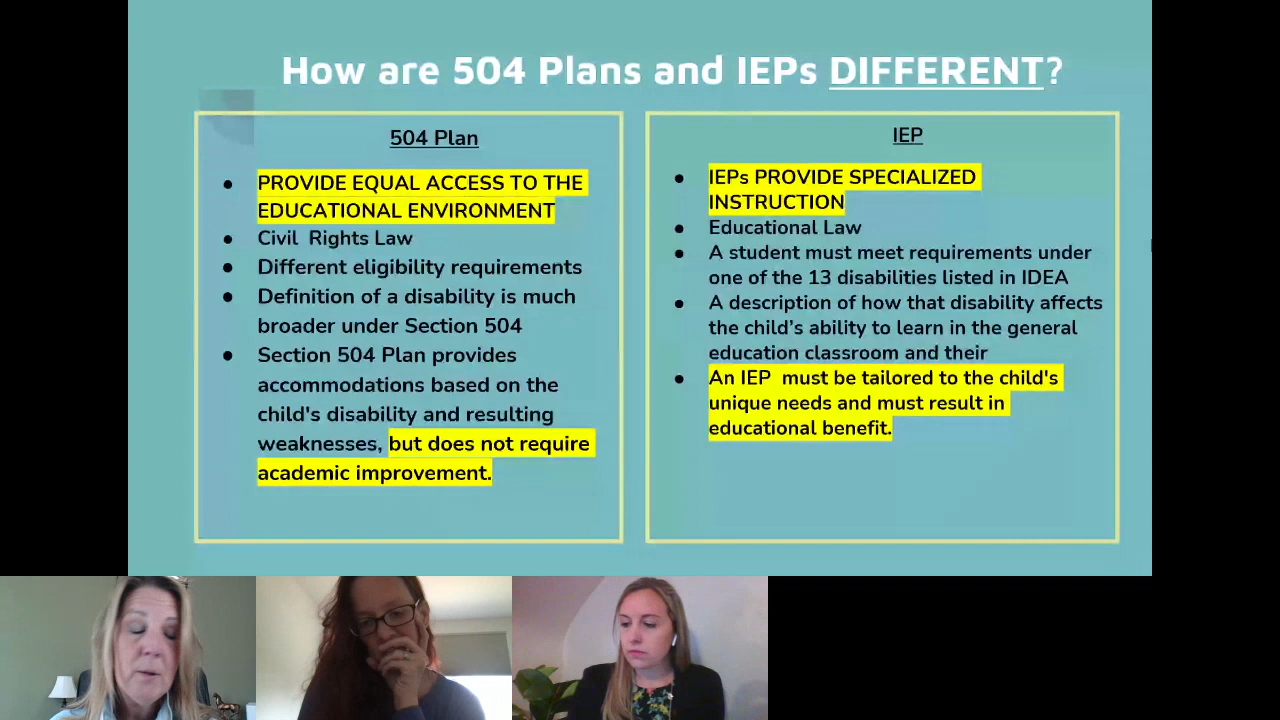 How are 504 Plans and IEPs DIFFERENT?
504 Plan
● PROVIDE EQUAL ACCESS TO THE
EDUCATIONAL ENVIRONMENT
● Civil Rights Law
● Different eligibility requirements
● Definition of a disability is much
broader under Section 504
● Section 504 Plan provides
accommodations based on the
child's disability and resulting
weaknesses, but does not require
academic improvement.
IEP
● IEPs PROVIDE SPECIALIZED
INSTRUCTION
● Educational Law
● A student must meet requirements under
one of the 13 disabilities listed in IDEA
● A description of how that disability affects
the child’s ability to learn in the general
education classroom and their
● An IEP must be tailored to the child's
unique needs and must result in
educational benefit.